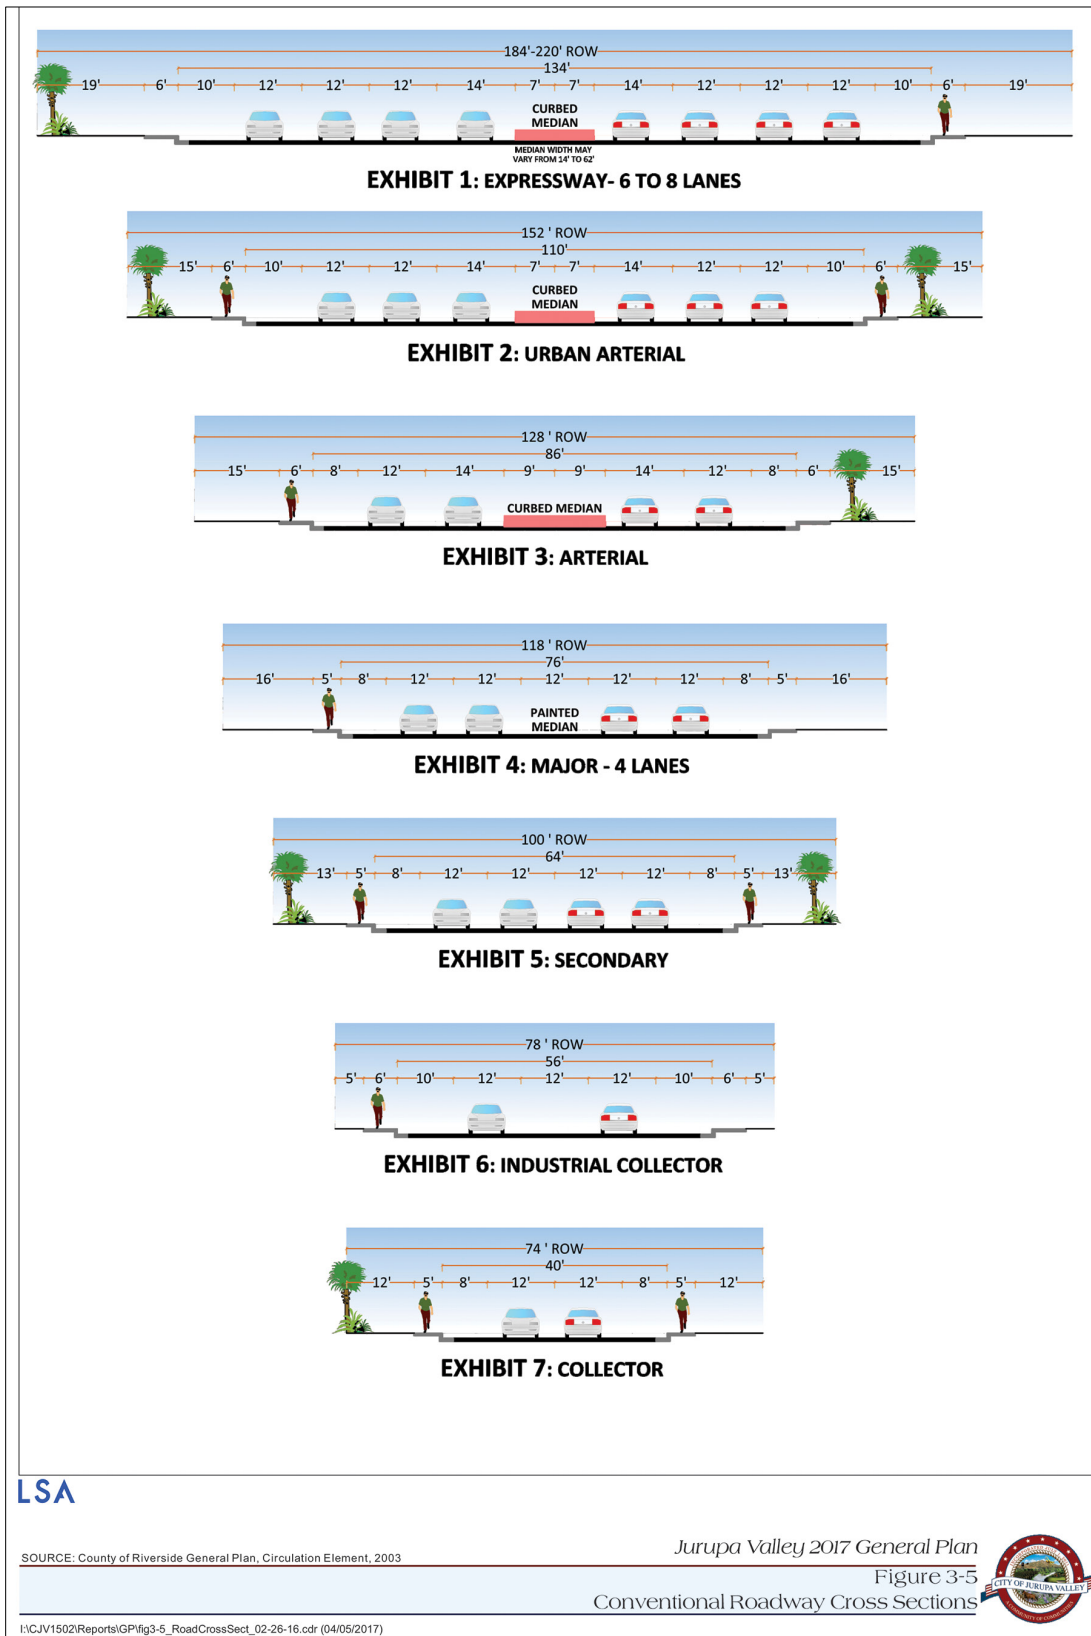 184'-220' ROW
134'
19' 6' 10' 12' 12' 12' 14' 7' 7' 14' 12' 12' 12' 10' 6' 19'
CURBED
MEDIAN
MEDIAN WIDTH MAY
VARY FROM 14' TO 62'
EXHIBIT 1: EXPRESSWAY- 6 TO 8 LANES
152 ' ROW
110'
15' 6' 10' 12' 12' 14' 7' 7' 14' 12' 12' 10' 6' 15'
CURBED
MEDIAN
EXHIBIT 2: URBAN ARTERIAL
128 ' ROW
86'
15' 6' 8' 12' 14' 9' 9' 14' 12' 8' 6' 15'
CURBED MEDIAN
EXHIBIT 3: ARTERIAL
118 ' ROW
76'
16' 5' 8' 12' 12' 12' 12' 12' 8' 5' 16'
PAINTED
MEDIAN
EXHIBIT 4: MAJOR - 4 LANES
100 ' ROW
64'
13' 5' 8' 12' 12' 12' 12' 8' 5' 13'
EXHIBIT 5: SECONDARY
78 ' ROW
56'
5' 6' 10' 12' 12' 12' 10' 6' 5'
EXHIBIT 6: INDUSTRIAL COLLECTOR
74 ' ROW
40'
12' 5' 8' 12' 12' 8' 5' 12'
EXHIBIT 7: COLLECTOR
LSA
SOURCE: County of Riverside General Plan, Circulation Element, 2003
Jurupa Valley 2017 General Plan
Figure 3-5
Conventional Roadway Cross Sections
CITY OF JURUPA VALLEY
A COMMUNITY OF COMMUNITIES
I:\CJV1502\Reports\GP\fig3-5_RoadCrossSect_02-26-16.cdr (04/05/2017)